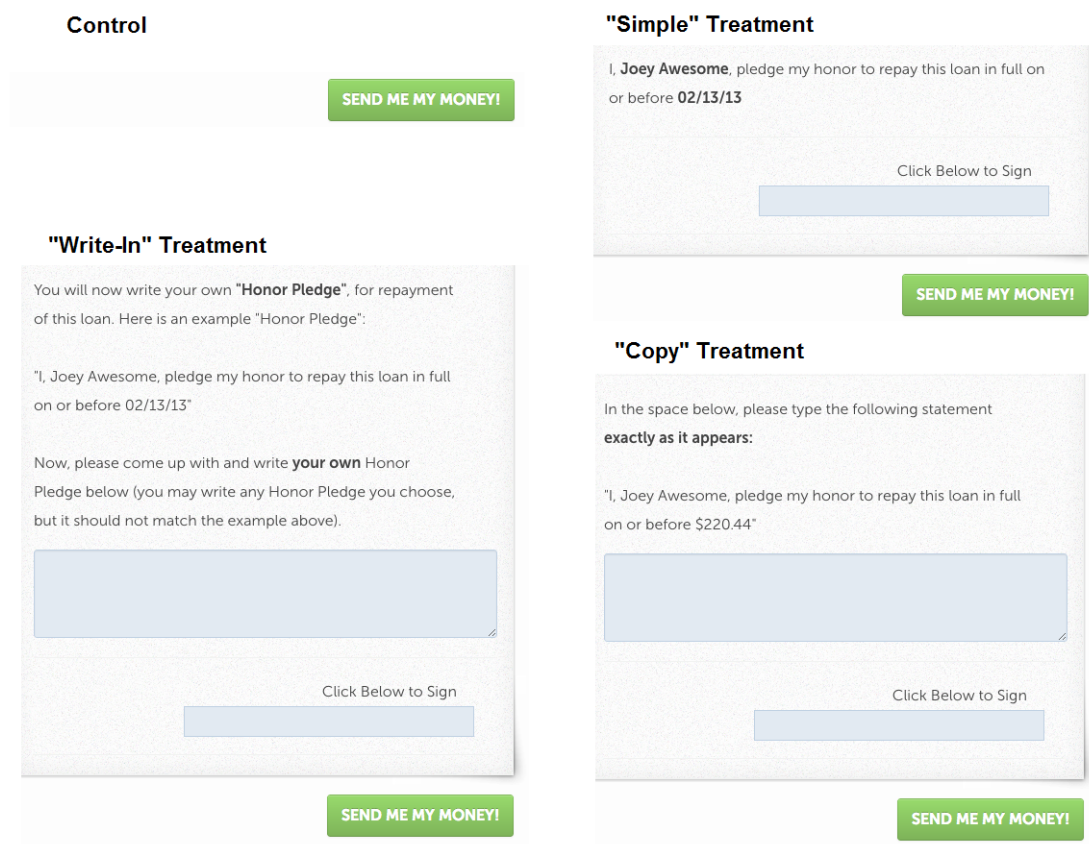 Control
SEND ME MY MONEY!
"Simple" Treatment
I, Joey Awesome, pledge my honor to repay this loan in full on
or before 02/13/13
Click Below to Sign
SEND ME MY MONEY!
"Write-In" Treatment
You will now write your own "Honor Pledge", for repayment
of this loan. Here is an example "Honor Pledge":
"I, Joey Awesome, pledge my honor to repay this loan in full
on or before 02/13/13"
Now, please come up with and write your own Honor
Pledge below (you may write any Honor Pledge you choose,
but it should not match the example above).
Click Below to Sign
SEND ME MY MONEY!
"Copy" Treatment
In the space below, please type the following statement
exactly as it appears:
"I, Joey Awesome, pledge my honor to repay this loan in full
on or before $220.44"
Click Below to Sign
SEND ME MY MONEY!